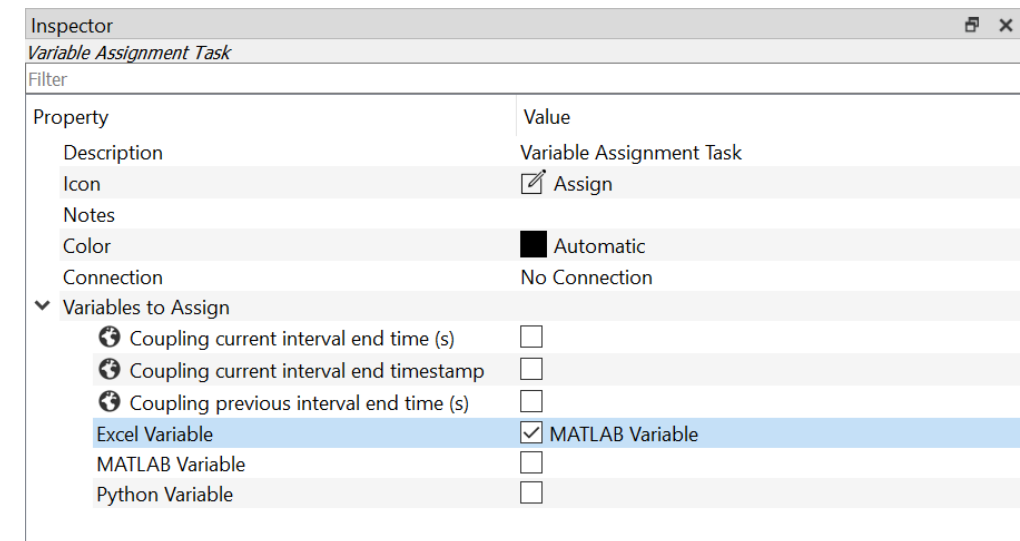 Inspector
Variable Assignment Task
Filter
Property Value
Description Variable Assignment Task
Icon Assign
Notes
Color Automatic
Connection No Connection
Variables to Assign
Coupling current interval end time (s)
Coupling current interval end timestamp
Coupling previous interval end time (s)
Excel Variable MATLAB Variable
MATLAB Variable
Python Variable